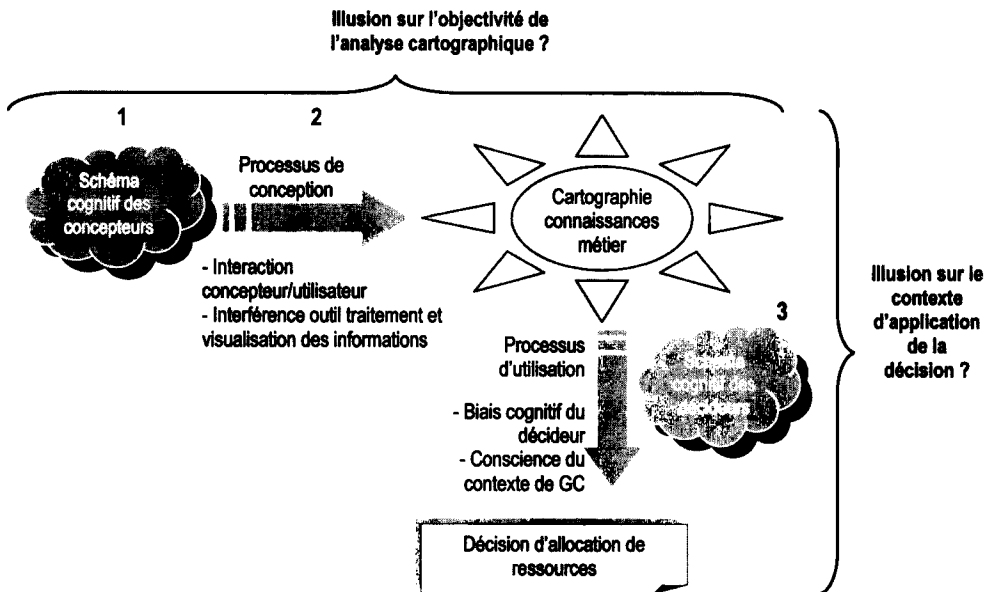 Illusion sur l'objectivité de
l'analyse cartographique ?
1
2
Schéma
cognitif des
concepteurs
Processus de
conception
- Interaction
concepteur/utilisateur
- Interférence outil traitement et
visualisation des informations
Cartographie
connaissances
métier
Processus
d'utilisation
- Biais cognitif du
décideur
- Conscience du
contexte de GC
3
cognitif des
Décision d'allocation de
ressources
Illusion sur le
contexte
d'application
de la
décision ?